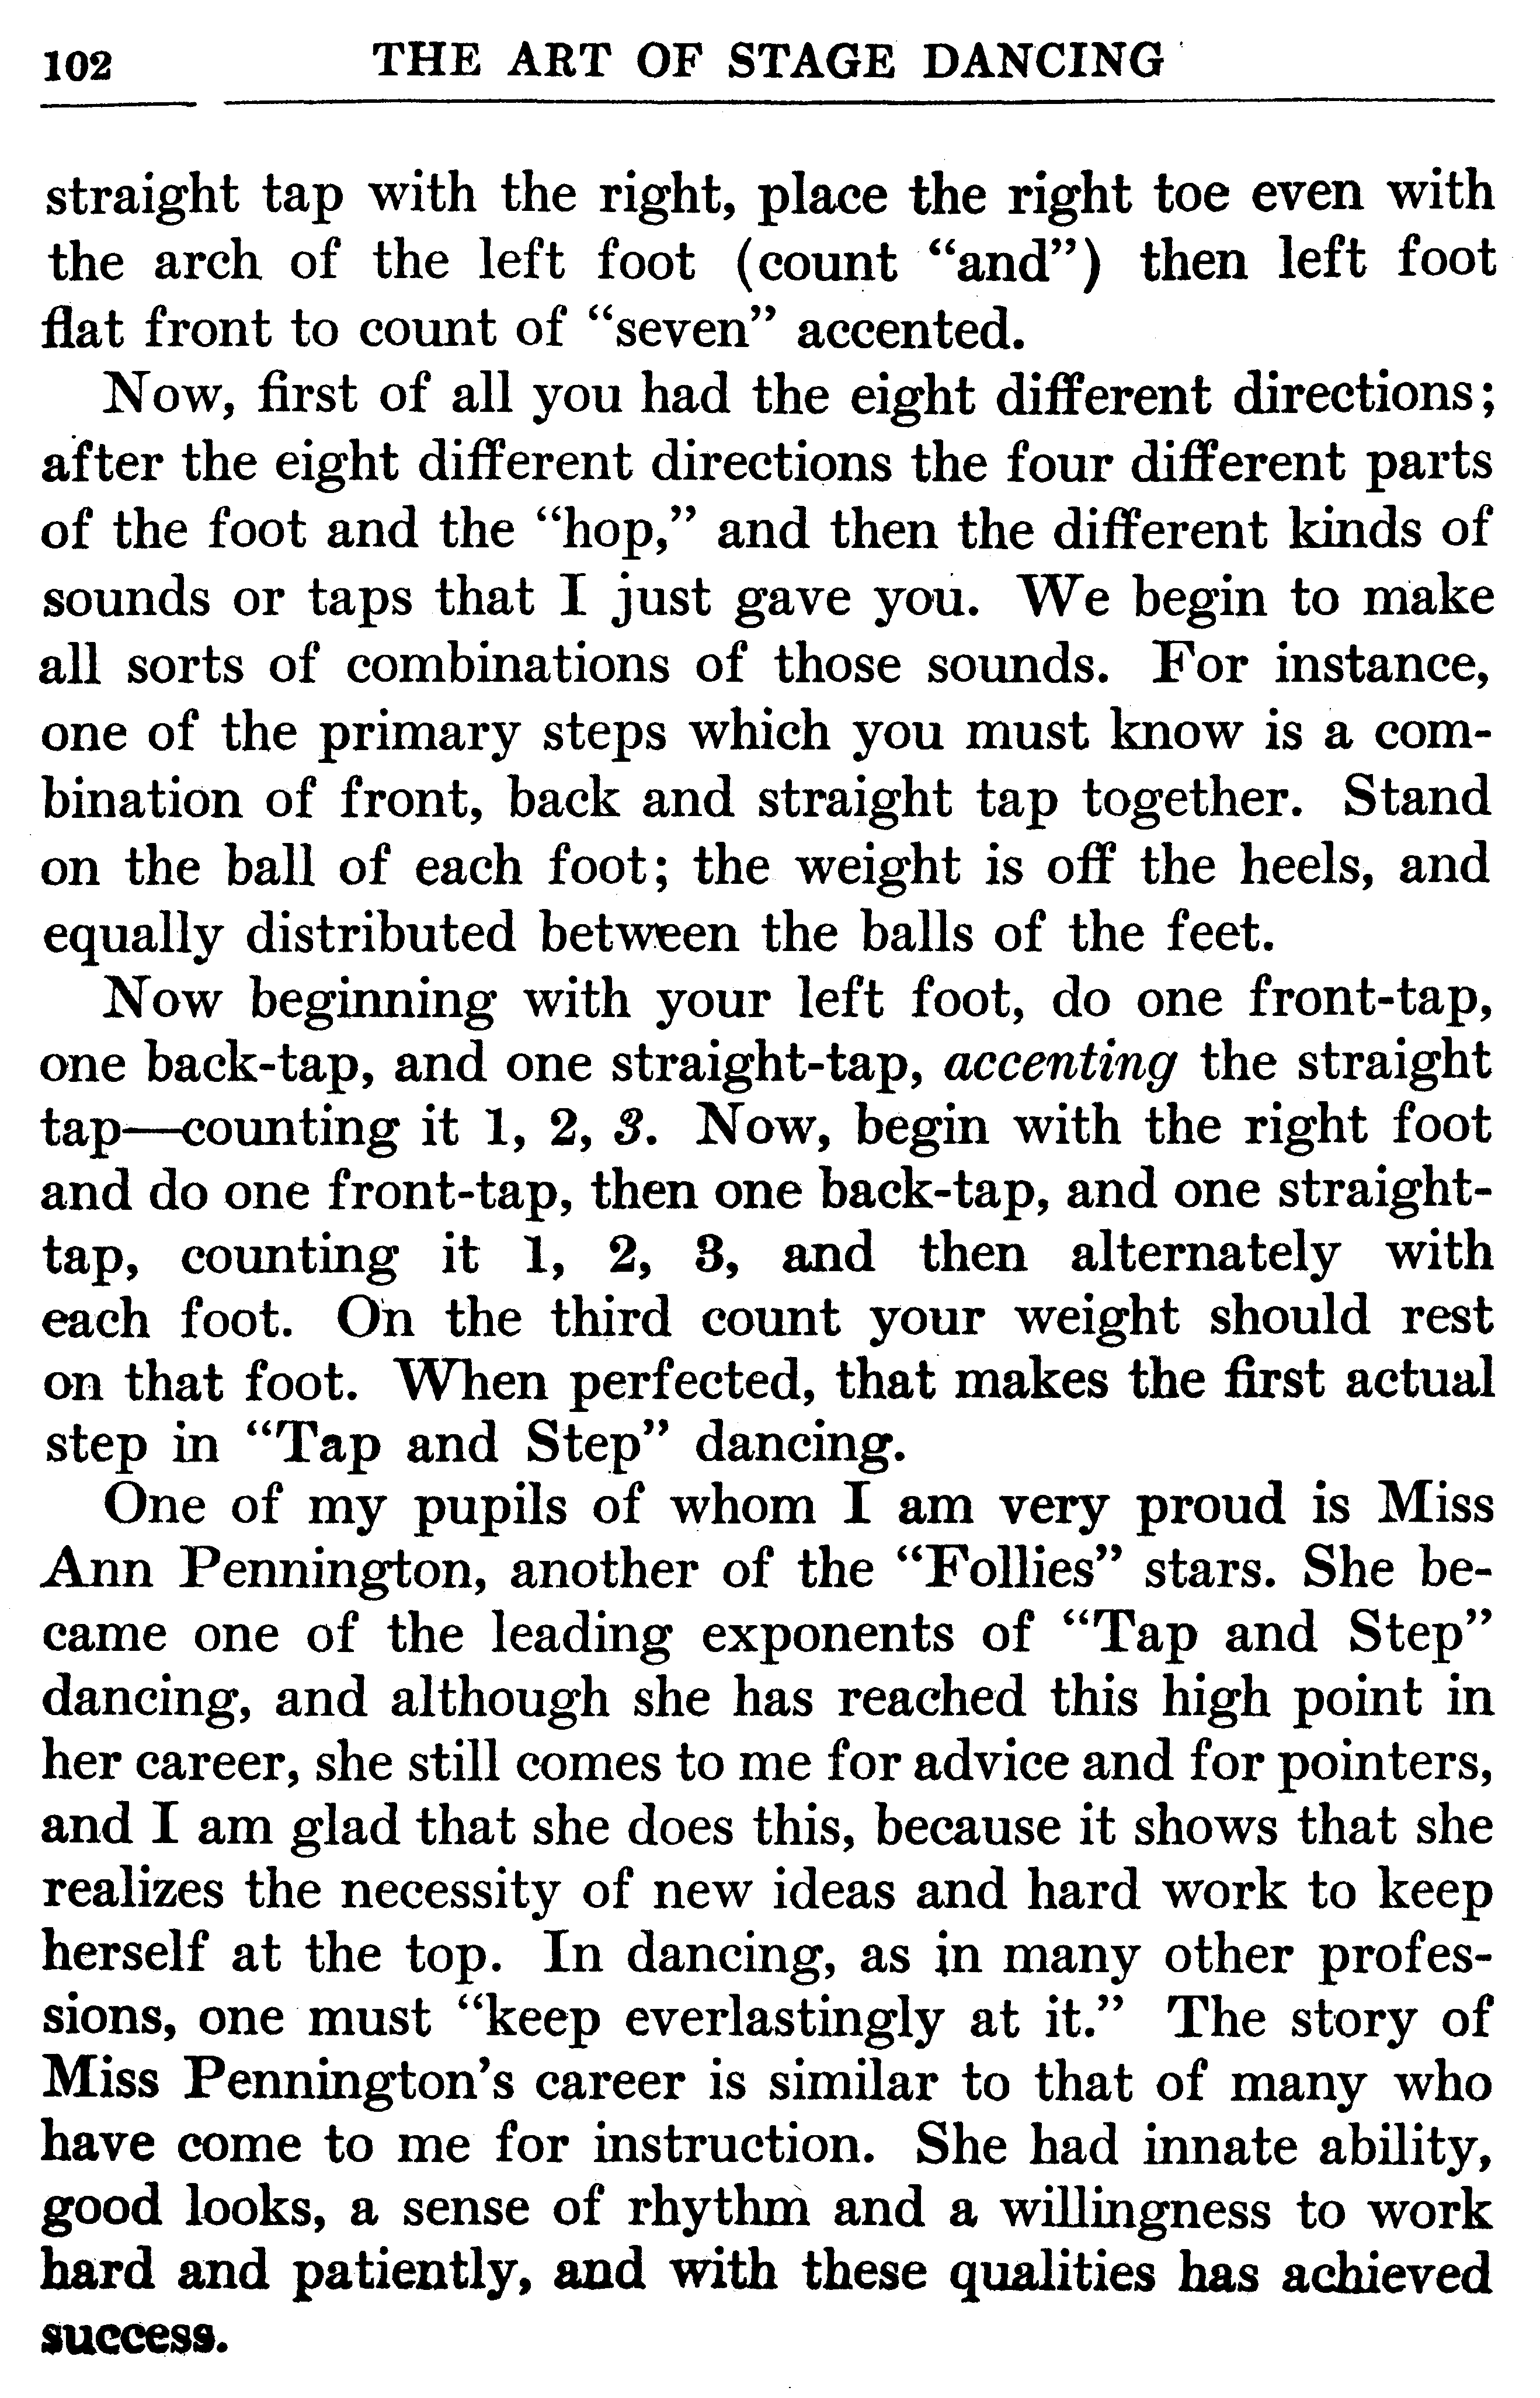 102 THE ART OF STAGE DANCING
straight tap with the right, place the right toe even with
the arch of the left foot (count “and”) then left foot
flat front to count of “seven” accented.
Now, first of all you had the eight different directions;
after the eight different directions the four different parts
of the foot and the “hop,” and then the different kinds of
sounds or taps that I just gave you. We begin to make
all sorts of combinations of those sounds. For instance,
one of the primary steps which you must know is a com-
bination of front, back and straight tap together. Stand
on the ball of each foot; the weight is off the heels, and
equally distributed between the balls of the feet.
Now beginning with your left foot, do one front-tap,
one back-tap, and one straight-tap, accenting the straight
tap—counting it 1, 2, 3. Now, begin with the right foot
and do one front-tap, then one back-tap, and one straight-
tap, counting it 1, 2, 3, and then alternately with
each foot. On the third count your weight should rest
on that foot. When perfected, that makes the first actual
step in “Tap and Step” dancing.
One of my pupils of whom I am very proud is Miss
Ann Pennington, another of the “Follies” stars. She be-
came one of the leading exponents of “Tap and Step”
dancing, and although she has reached this high point in
her career, she still comes to me for advice and for pointers,
and I am glad that she does this, because it shows that she
realizes the necessity of new ideas and hard work to keep
herself at the top. In dancing, as in many other profes-
sions, one must “keep everlastingly at it.” The story of
Miss Pennington’s career is similar to that of many who
have come to me for instruction. She had innate ability,
good looks, a sense of rhythm and a willingness to work
hard and patiently, and with these qualities has achieved
success.